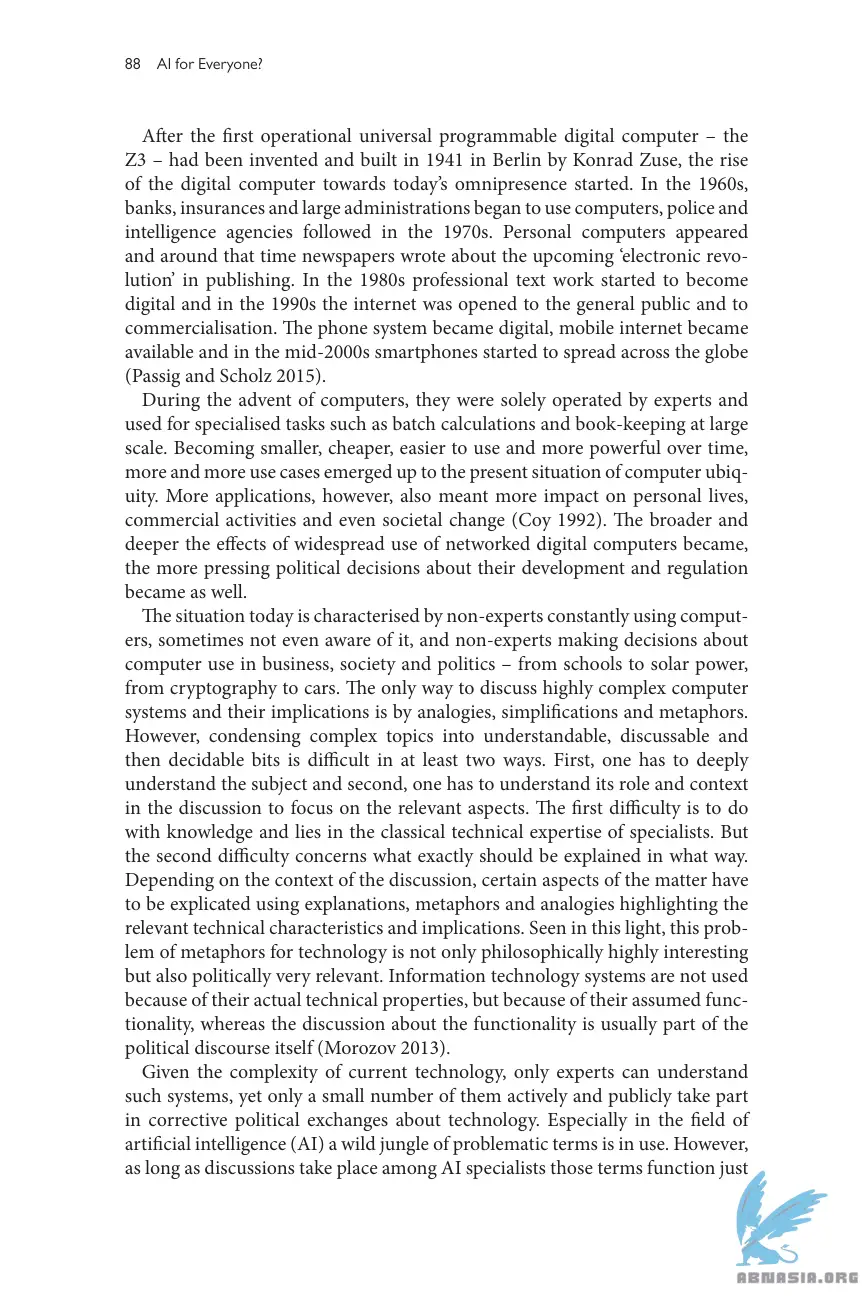 88 AI for Everyone?
After the first operational universal programmable digital computer – the
Z3 – had been invented and built in 1941 in Berlin by Konrad Zuse, the rise
of the digital computer towards today’s omnipresence started. In the 1960s,
banks, insurances and large administrations began to use computers, police and
intelligence agencies followed in the 1970s. Personal computers appeared
and around that time newspapers wrote about the upcoming ‘electronic revo-
lution’ in publishing. In the 1980s professional text work started to become
digital and in the 1990s the internet was opened to the general public and to
commercialisation. The phone system became digital, mobile internet became
available and in the mid-2000s smartphones started to spread across the globe
(Passig and Scholz 2015).
During the advent of computers, they were solely operated by experts and
used for specialised tasks such as batch calculations and book-keeping at large
scale. Becoming smaller, cheaper, easier to use and more powerful over time,
more and more use cases emerged up to the present situation of computer ubiq-
uity. More applications, however, also meant more impact on personal lives,
commercial activities and even societal change (Coy 1992). The broader and
deeper the effects of widespread use of networked digital computers became,
the more pressing political decisions about their development and regulation
became as well.
The situation today is characterised by non-experts constantly using comput-
ers, sometimes not even aware of it, and non-experts making decisions about
computer use in business, society and politics – from schools to solar power,
from cryptography to cars. The only way to discuss highly complex computer
systems and their implications is by analogies, simplifications and metaphors.
However, condensing complex topics into understandable, discussable and
then decidable bits is difficult in at least two ways. First, one has to deeply
understand the subject and second, one has to understand its role and context
in the discussion to focus on the relevant aspects. The first difficulty is to do
with knowledge and lies in the classical technical expertise of specialists. But
the second difficulty concerns what exactly should be explained in what way.
Depending on the context of the discussion, certain aspects of the matter have
to be explicated using explanations, metaphors and analogies highlighting the
relevant technical characteristics and implications. Seen in this light, this prob-
lem of metaphors for technology is not only philosophically highly interesting
but also politically very relevant. Information technology systems are not used
because of their actual technical properties, but because of their assumed func-
tionality, whereas the discussion about the functionality is usually part of the
political discourse itself (Morozov 2013).
Given the complexity of current technology, only experts can understand
such systems, yet only a small number of them actively and publicly take part
in corrective political exchanges about technology. Especially in the field of
artificial intelligence (AI) a wild jungle of problematic terms is in use. However,
as long as discussions take place among AI specialists those terms function just
ABNASIA.ORG